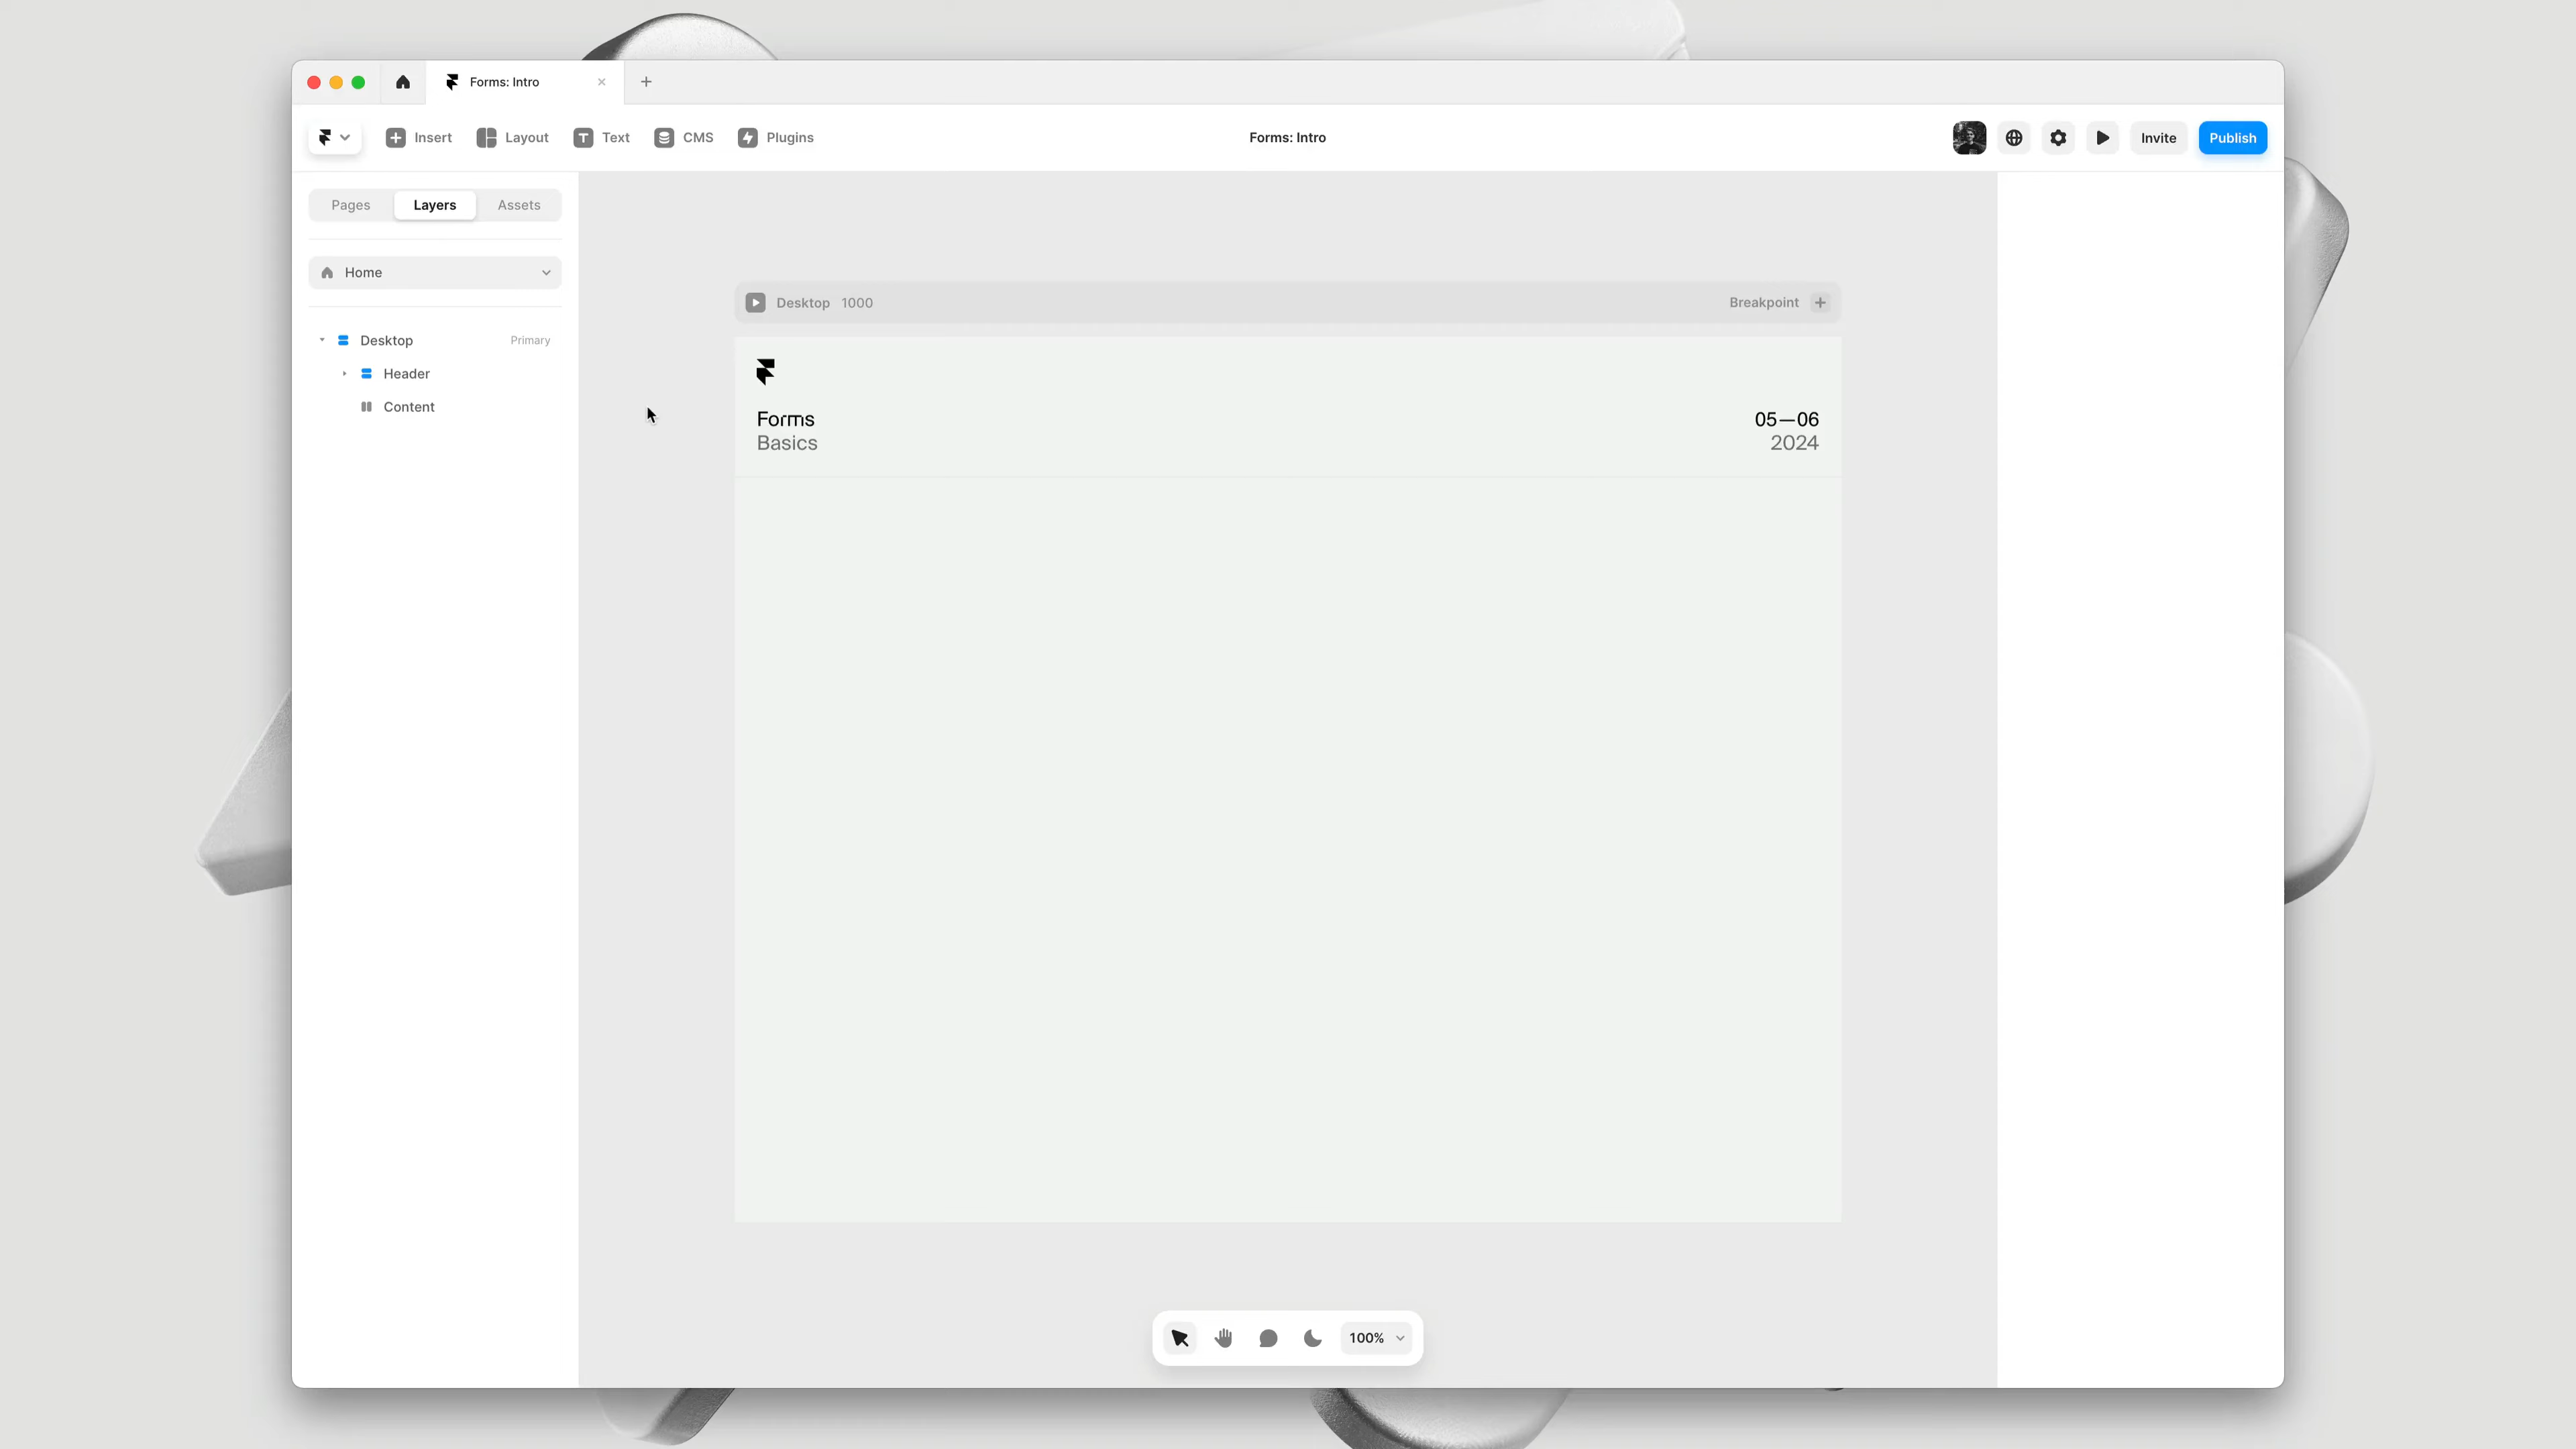 Forms: Intro
Insert Layout Text CMS Plugins
Forms: Intro
Invite Publish
Pages Layers Assets
Home
Desktop Primary
Header
Content
Desktop 1000
Breakpoint
Forms
Basics
05—06
2024
100%